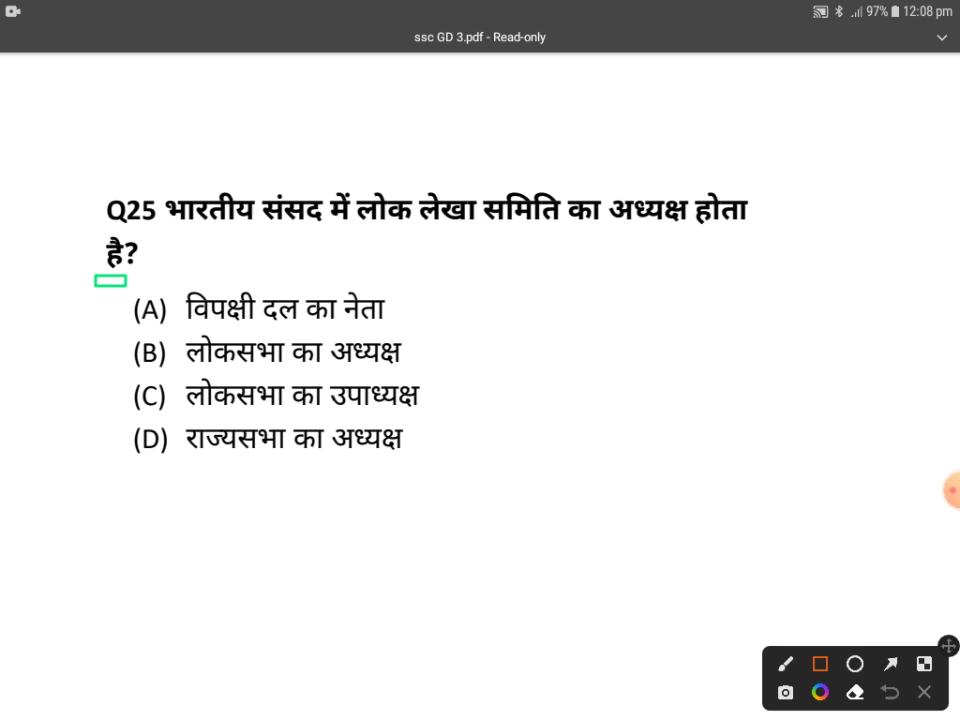 97% 12:08 pm
ssc GD 3.pdf - Read-only
Q25 भारतीय संसद में लोक लेखा समिति का अध्यक्ष होता
है?
(A) विपक्षी दल का नेता
(B) लोकसभा का अध्यक्ष
(C) लोकसभा का उपाध्यक्ष
(D) राज्यसभा का अध्यक्ष